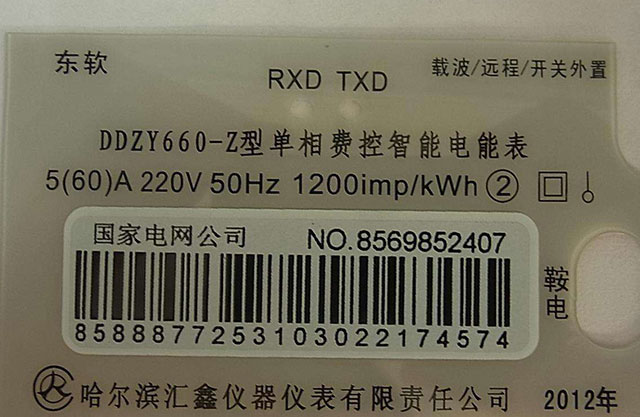 东软 RXD TXD 载波/远程/开关外置
DDZY660-Z型单相费控智能电能表
5(60)A 220V 50Hz 1200imp/kWh ②
国家电网公司 NO.8569852407
8588877253103022174574
鞍电
哈尔滨汇鑫仪器仪表有限责任公司 2012年